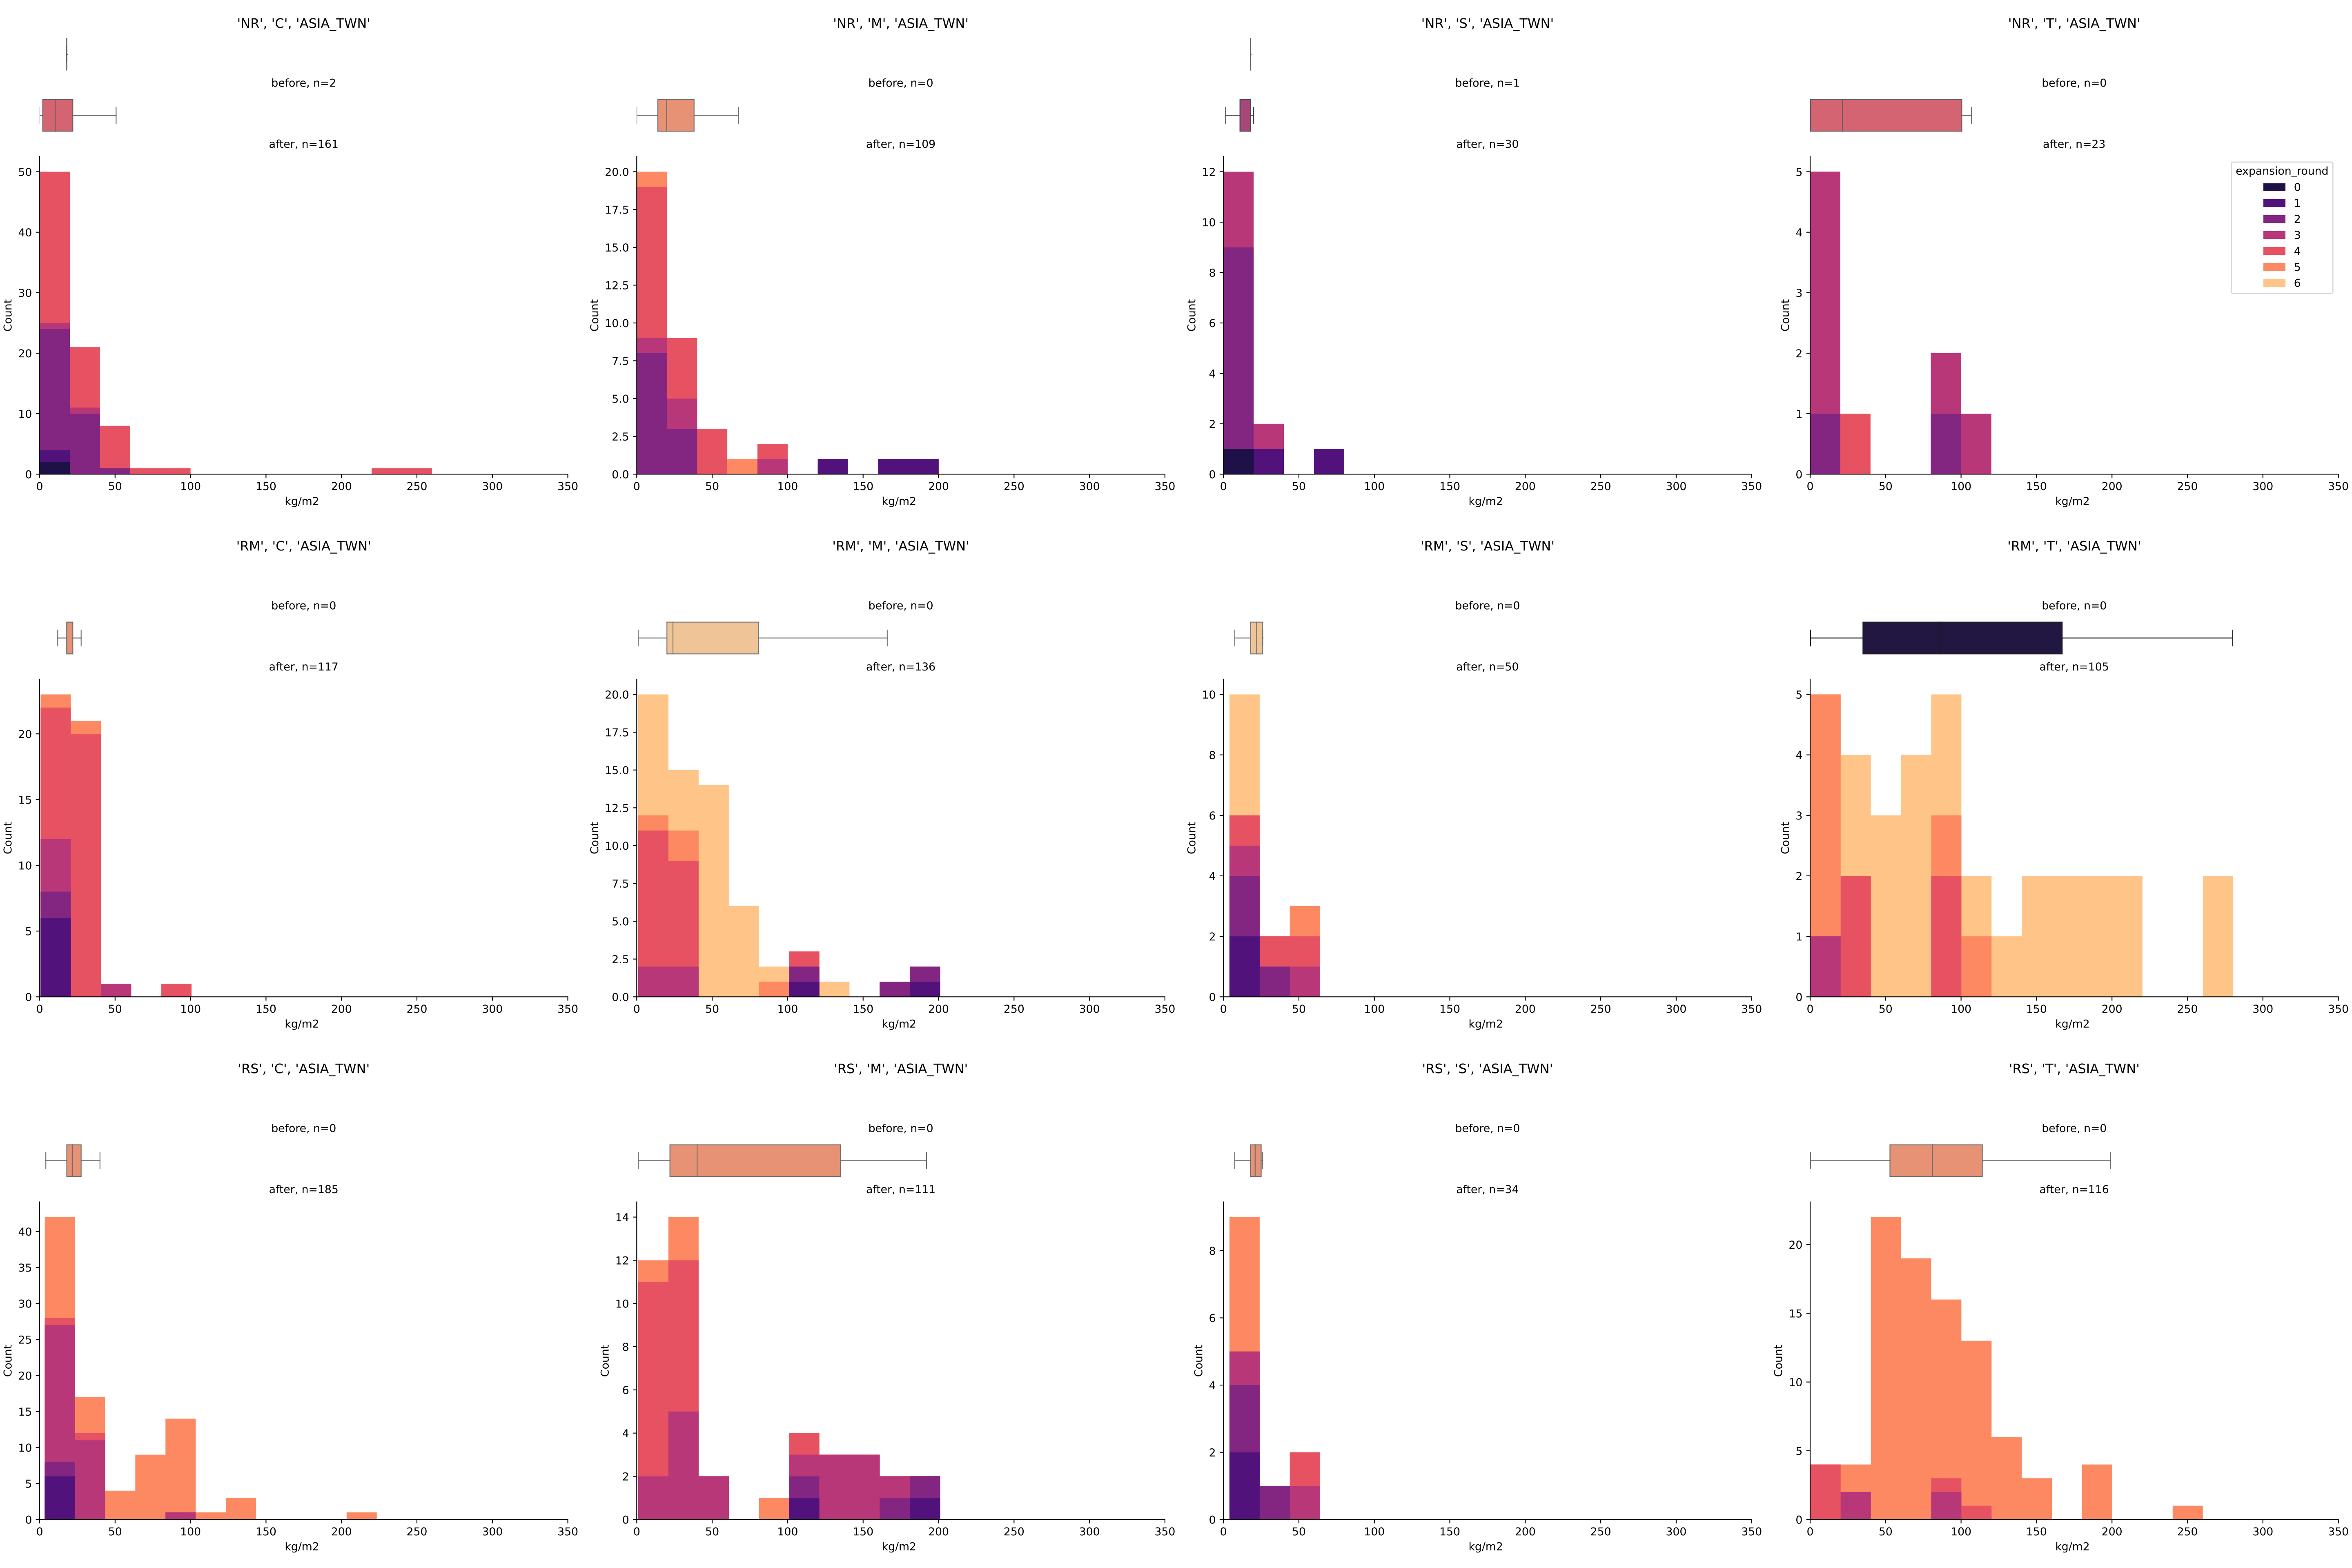 'NR', 'C', 'ASIA_TWN'
before, n=2
after, n=161
Count
50
40
30
20
10
0
0 50 100 150 200 250 300 350
kg/m2
'NR', 'M', 'ASIA_TWN'
before, n=0
after, n=109
Count
20.0
17.5
15.0
12.5
10.0
7.5
5.0
2.5
0.0
0 50 100 150 200 250 300 350
kg/m2
'NR', 'S', 'ASIA_TWN'
before, n=1
after, n=30
Count
12
10
8
6
4
2
0
0 50 100 150 200 250 300 350
kg/m2
'NR', 'T', 'ASIA_TWN'
before, n=0
after, n=23
expansion_round
0
1
2
3
4
5
6
Count
5
4
3
2
1
0
0 50 100 150 200 250 300 350
kg/m2
'RM', 'C', 'ASIA_TWN'
before, n=0
after, n=117
Count
20
15
10
5
0
0 50 100 150 200 250 300 350
kg/m2
'RM', 'M', 'ASIA_TWN'
before, n=0
after, n=136
Count
20.0
17.5
15.0
12.5
10.0
7.5
5.0
2.5
0.0
0 50 100 150 200 250 300 350
kg/m2
'RM', 'S', 'ASIA_TWN'
before, n=0
after, n=50
Count
10
8
6
4
2
0
0 50 100 150 200 250 300 350
kg/m2
'RM', 'T', 'ASIA_TWN'
before, n=0
after, n=105
Count
5
4
3
2
1
0
0 50 100 150 200 250 300 350
kg/m2
'RS', 'C', 'ASIA_TWN'
before, n=0
after, n=185
Count
40
35
30
25
20
15
10
5
0
0 50 100 150 200 250 300 350
kg/m2
'RS', 'M', 'ASIA_TWN'
before, n=0
after, n=111
Count
14
12
10
8
6
4
2
0
0 50 100 150 200 250 300 350
kg/m2
'RS', 'S', 'ASIA_TWN'
before, n=0
after, n=34
Count
8
6
4
2
0
0 50 100 150 200 250 300 350
kg/m2
'RS', 'T', 'ASIA_TWN'
before, n=0
after, n=116
Count
20
15
10
5
0
0 50 100 150 200 250 300 350
kg/m2